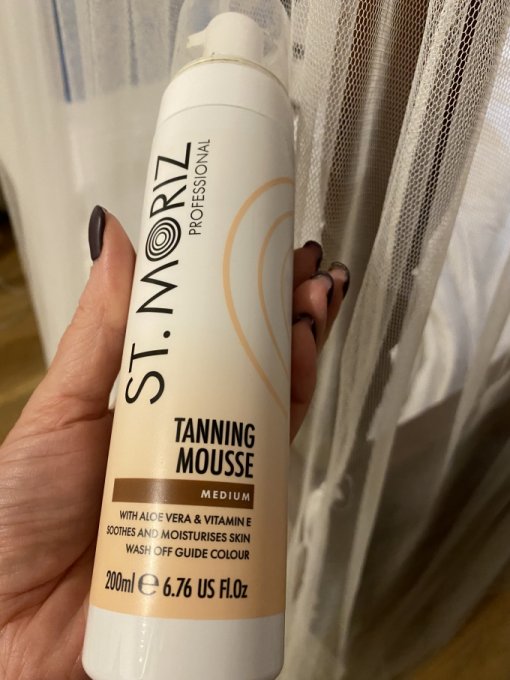 ST. MORIZ
PROFESSIONAL
TANNING
MOUSSE
MEDIUM
WITH ALOE VERA & VITAMIN E
SOOTHES AND MOISTURISES SKIN
WASH OFF GUIDE COLOUR
200ml ℮ 6.76 US Fl.Oz